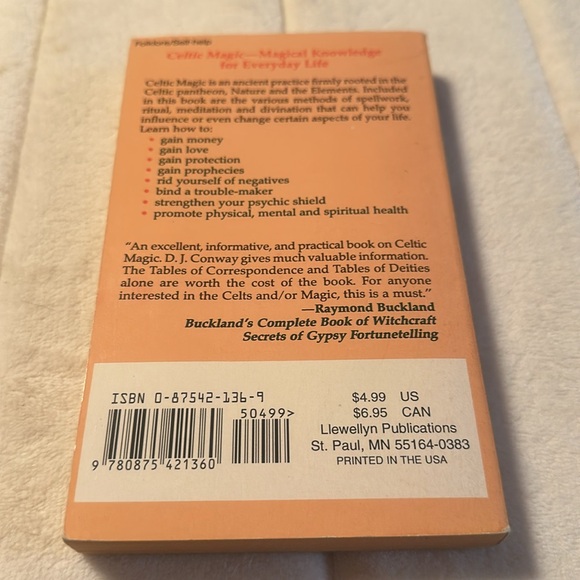 Folklore/Self-help
Celtic Magic—Magical Knowledge
for Everyday Life
Celtic Magic is an ancient practice firmly rooted in the
Celtic pantheon, Nature and the Elements. Included
in this book are the various methods of spellwork,
ritual, meditation and divination that can help you
influence or even change certain aspects of your life.
Learn how to:
• gain money
• gain love
• gain protection
• gain prophecies
• rid yourself of negatives
• bind a trouble-maker
• strengthen your psychic shield
• promote physical, mental and spiritual health
“An excellent, informative, and practical book on Celtic
Magic. D. J. Conway gives much valuable information.
The Tables of Correspondence and Tables of Deities
alone are worth the cost of the book. For anyone
interested in the Celts and/or Magic, this is a must.”
—Raymond Buckland
Buckland's Complete Book of Witchcraft
Secrets of Gypsy Fortunetelling
ISBN 0-87542-136-9
50499>
9 780875 421360
$4.99 US
$6.95 CAN
Llewellyn Publications
St. Paul, MN 55164-0383
PRINTED IN THE USA